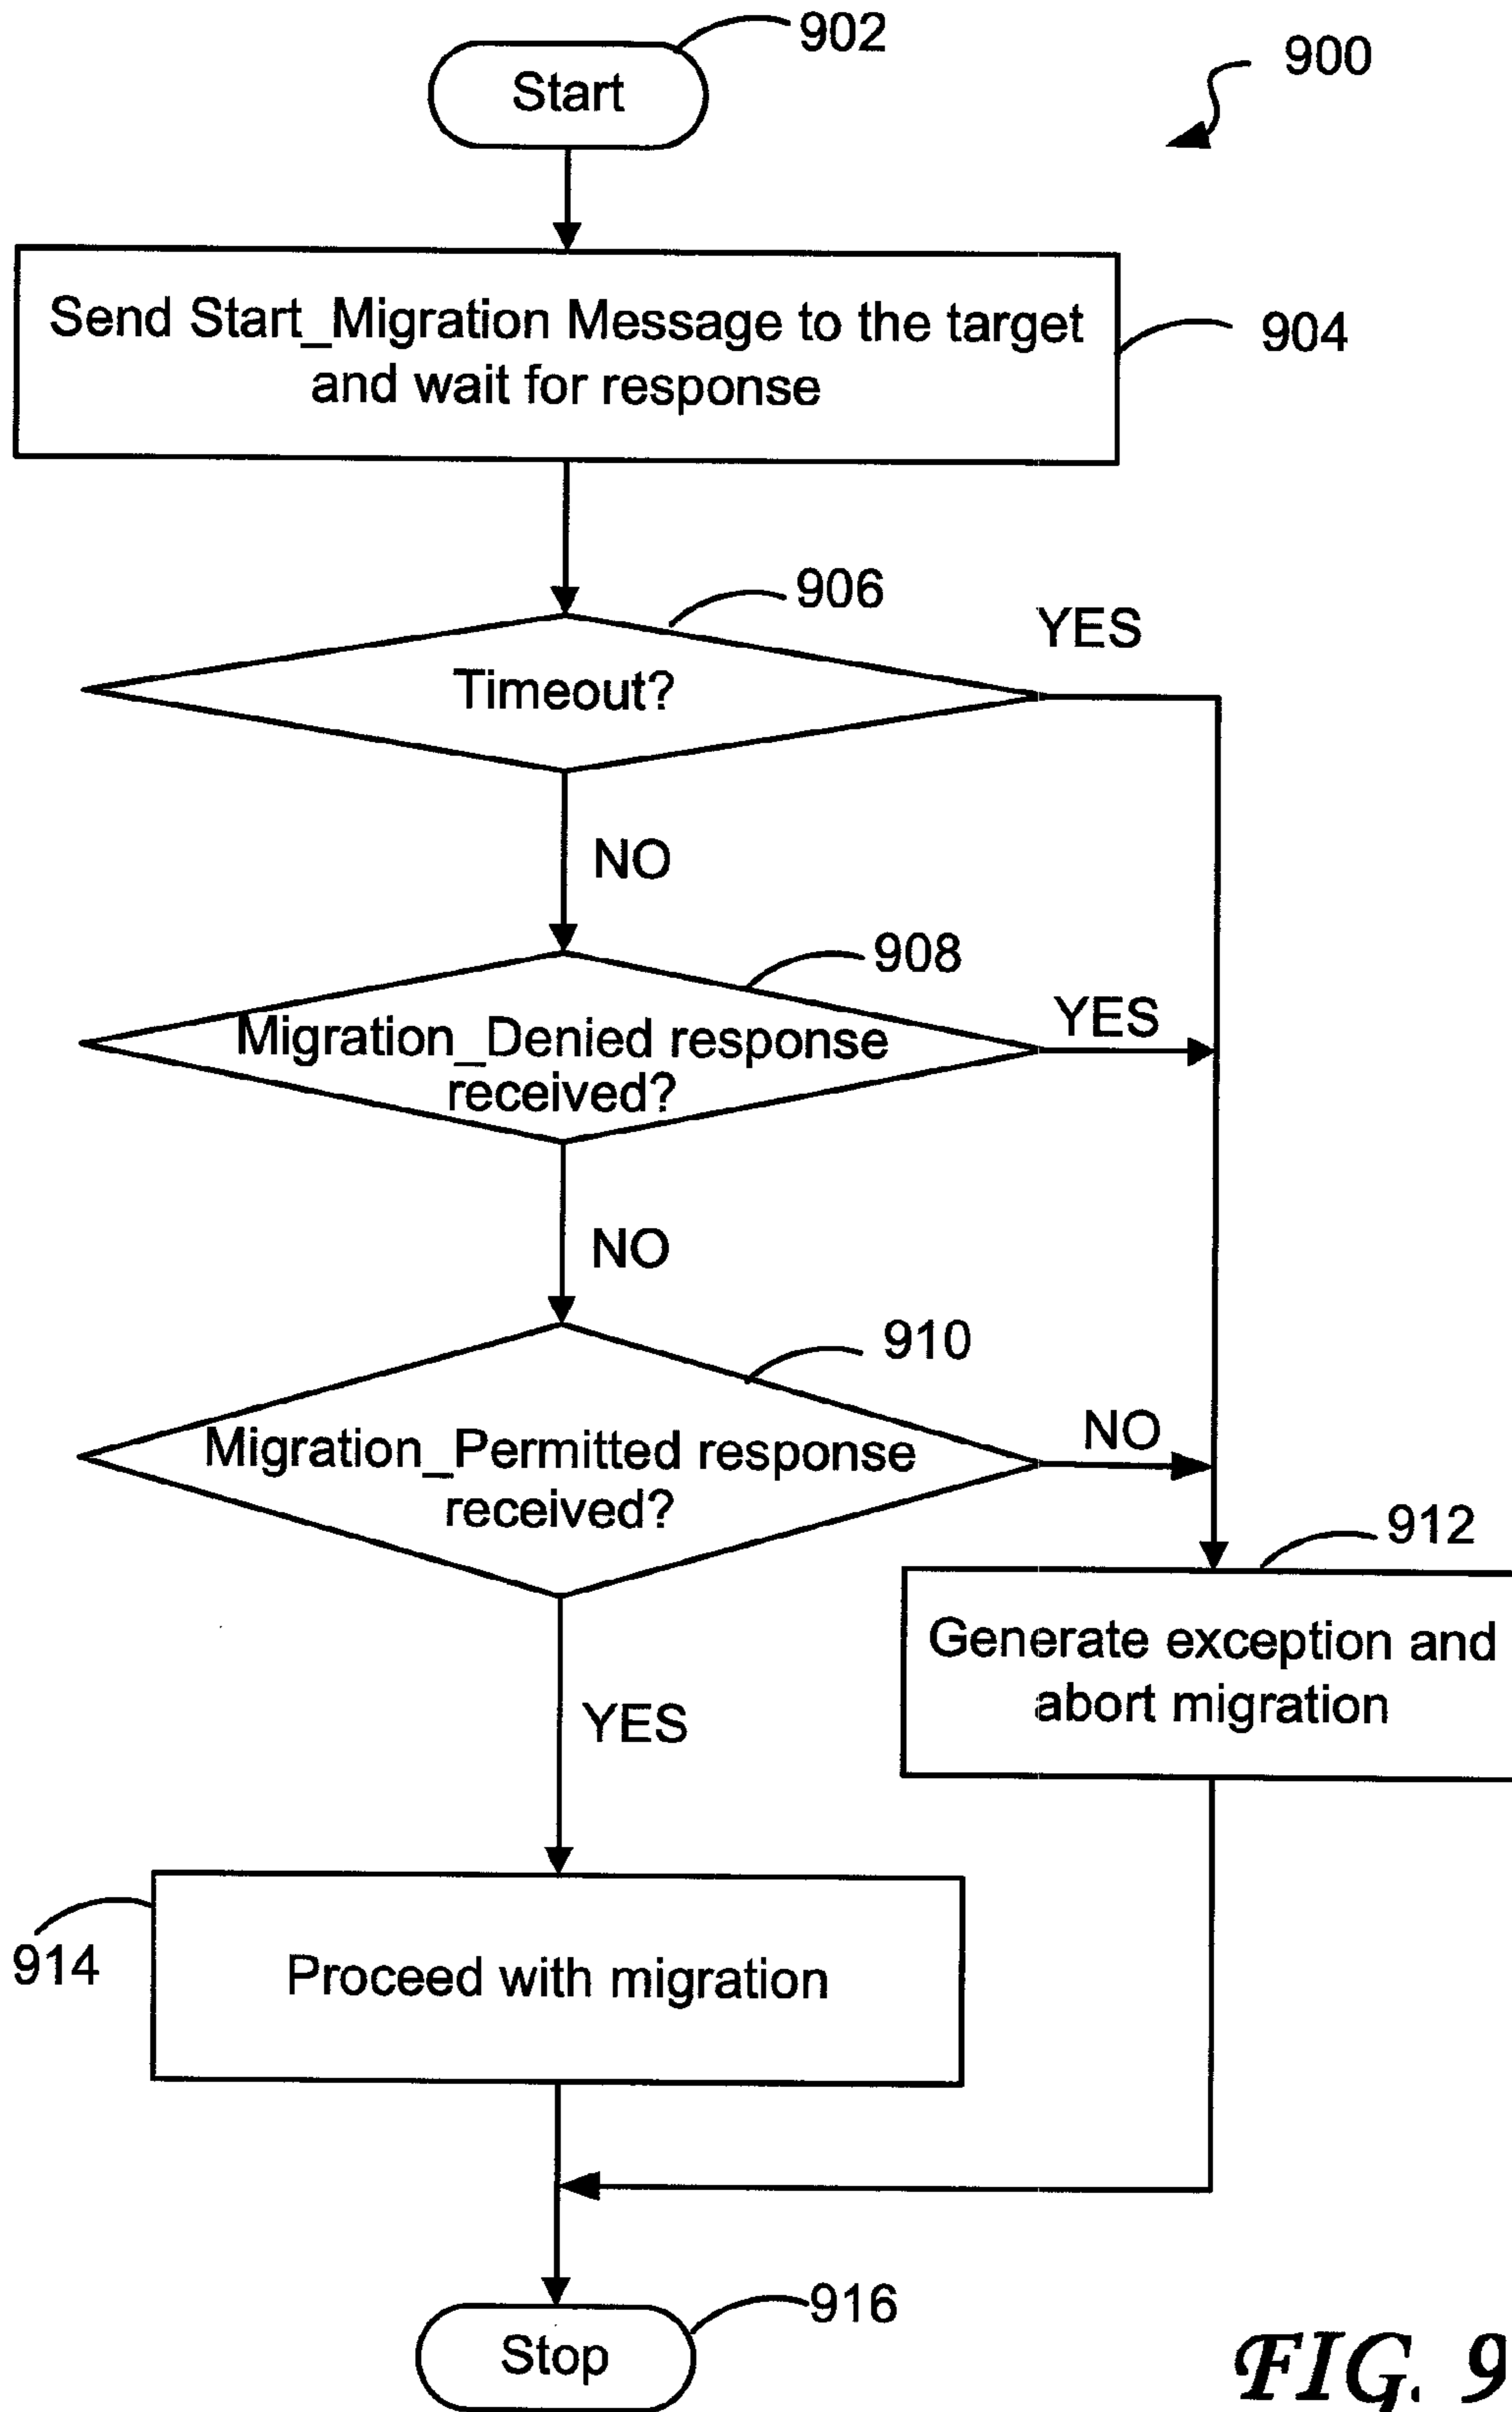 902
900
Start
Send Start_Migration Message to the target
and wait for response
904
906
YES
Timeout?
NO
908
YES
Migration_Denied response
received?
NO
910
NO
Migration_Permitted response
received?
912
Generate exception and
abort migration
YES
914
Proceed with migration
916
Stop
FIG. 9